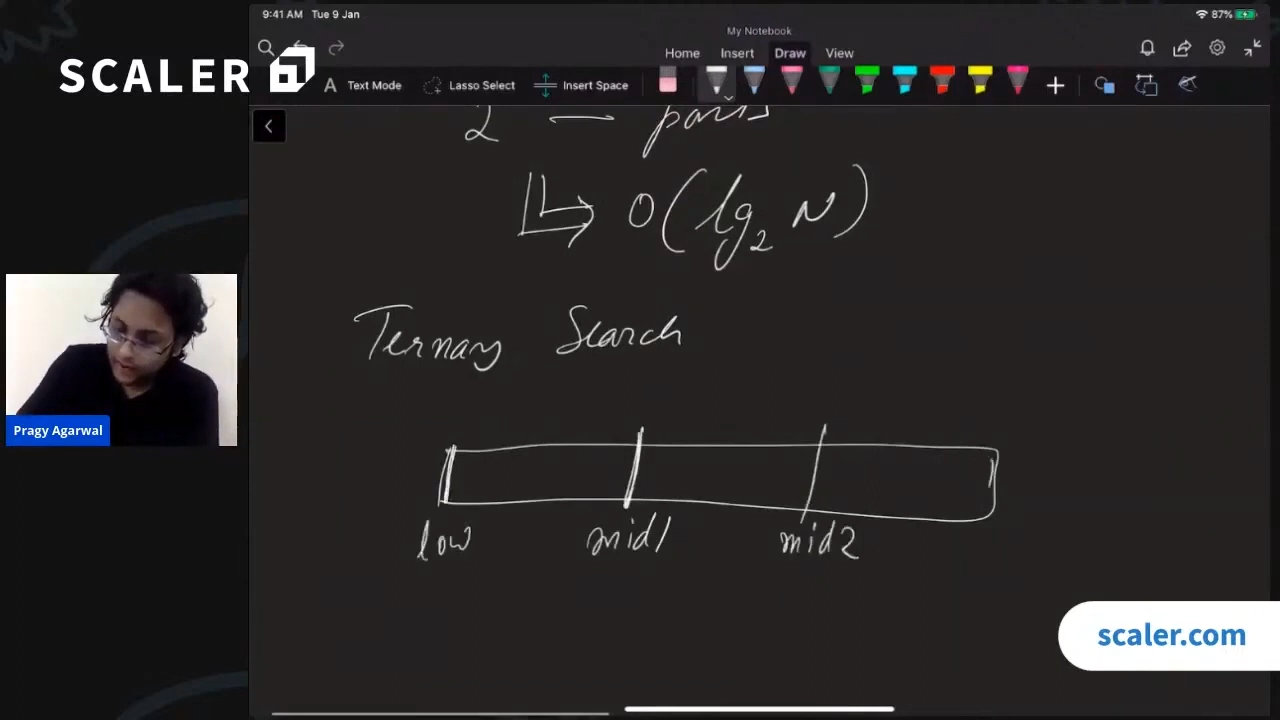 9:41 AM Tue 9 Jan
87%
My Notebook
Home Insert Draw View
SCALER
A Text Mode Lasso Select Insert Space
2 — parts
O(lg₂ N)
Ternary Search
low mid1 mid2
Pragy Agarwal
scaler.com